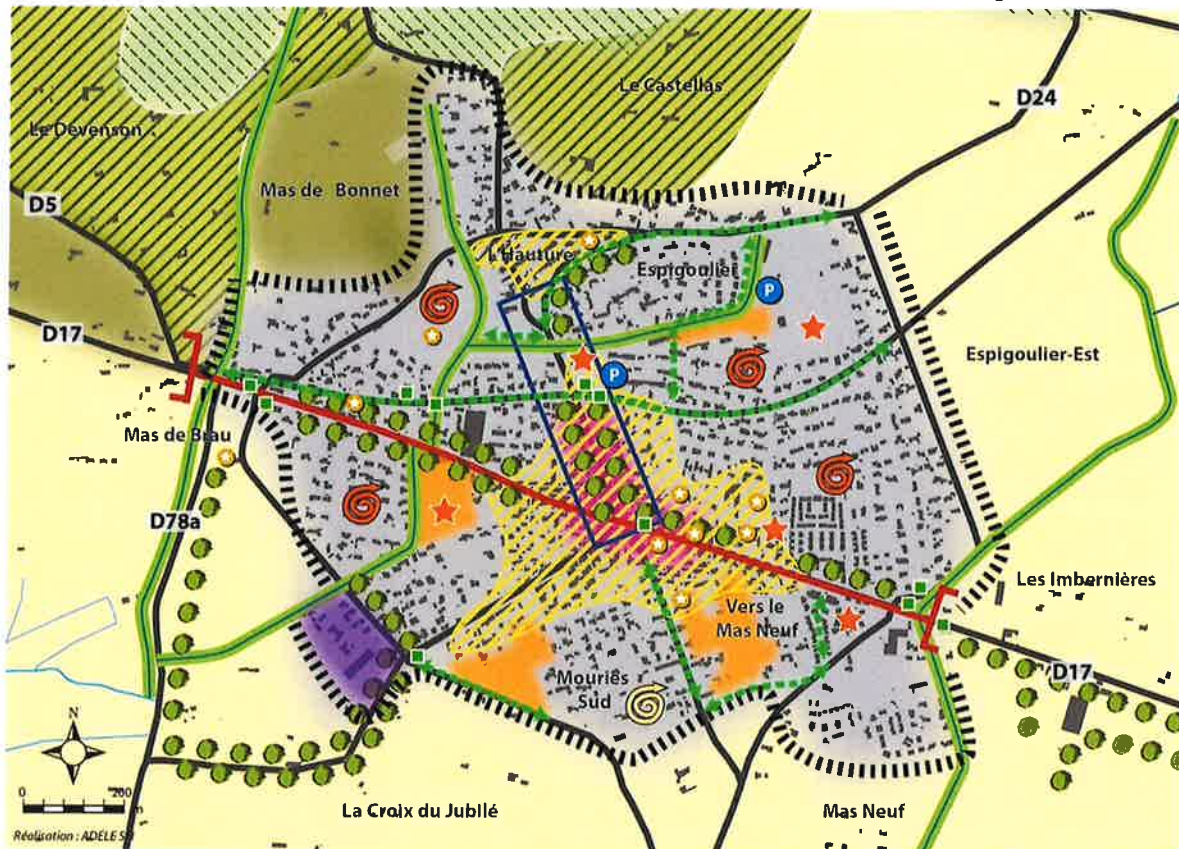 Le Castellas
D24
Le Devenson
Mas de Bonnet
D5
L'Hauture
Espigoulier
P
D17
Espigoulier-Est
P
Mas de Brau
D78a
Les Imbernières
Vers le
Mas Neuf
Mouriès
Sud
D17
N
0 200
m
La Croix du Jubilé
Mas Neuf
Réalisation : ADELE